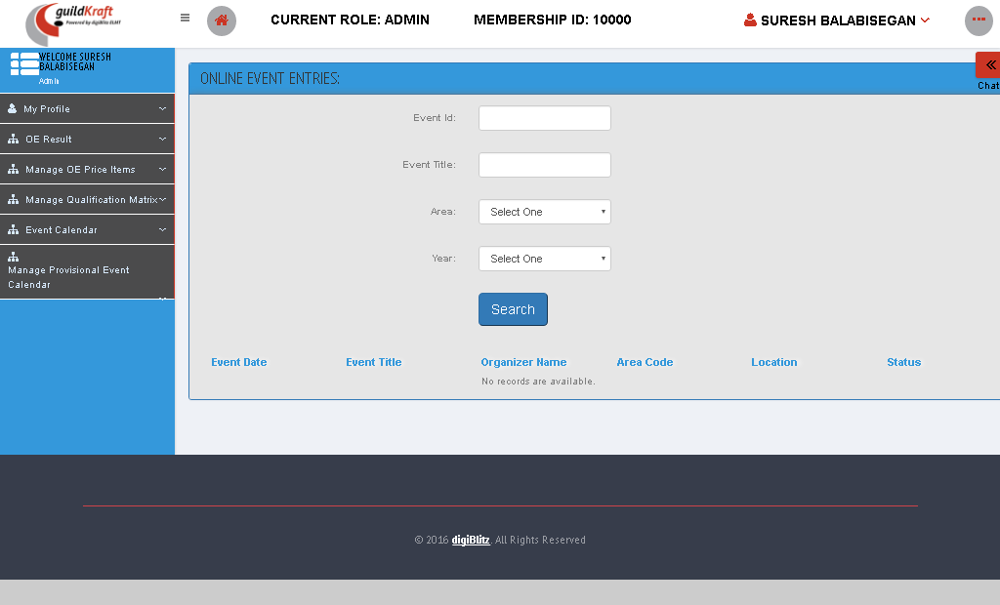 guildKraft
Powered by digiBlitz ELMT
CURRENT ROLE: ADMIN
MEMBERSHIP ID: 10000
SURESH BALABISEGAN
WELCOME SURESH
BALABISEGAN
Admin
My Profile
OE Result
Manage OE Price Items
Manage Qualification Matrix
Event Calendar
Manage Provisional Event
Calendar
ONLINE EVENT ENTRIES:
Chat
Event Id:
Event Title:
Area:
Select One
Year:
Select One
Search
Event Date Event Title Organizer Name Area Code Location Status
No records are available.
© 2016 digiBlitz. All Rights Reserved